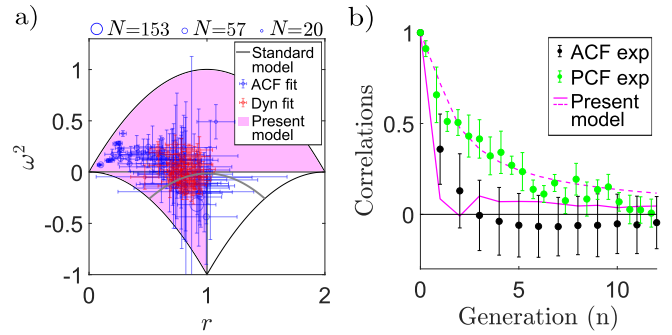 a)
N=153 N=57 N=20
Standard model
ACF fit
Dyn fit
Present model
1
0.5
0
-0.5
-1
ω²
0 1 2
r
b)
ACF exp
PCF exp
Present model
1
0.5
0
Correlations
0 5 10
Generation (n)